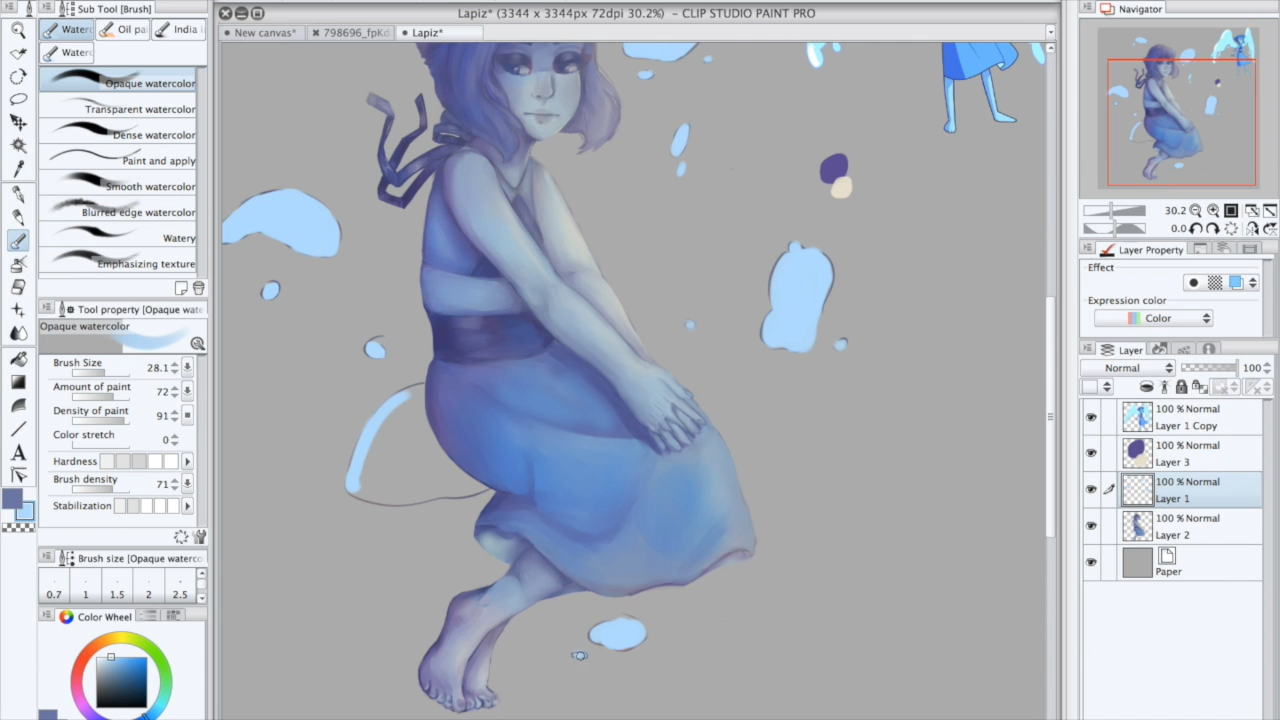 Sub Tool [Brush]
Lapiz* (3344 x 3344px 72dpi 30.2%) - CLIP STUDIO PAINT PRO
Navigator
Water
Oil pa
India i
New canvas*
798696_fpKd
Lapiz*
Water
Opaque watercolor
Transparent watercolor
Dense watercolor
Paint and apply
Smooth watercolor
Blurred edge watercolor
Watery
Emphasizing texture
30.2
0.0
Layer Property
Effect
Expression color
Color
Tool property [Opaque wate
Opaque watercolor
Brush Size
28.1
Amount of paint
72
Density of paint
91
Color stretch
0
Hardness
Brush density
71
Stabilization
Layer
Normal
100
100 % Normal
Layer 1 Copy
100 % Normal
Layer 3
100 % Normal
Layer 1
100 % Normal
Layer 2
Paper
A
Brush size [Opaque waterco
0.7 1 1.5 2 2.5
Color Wheel